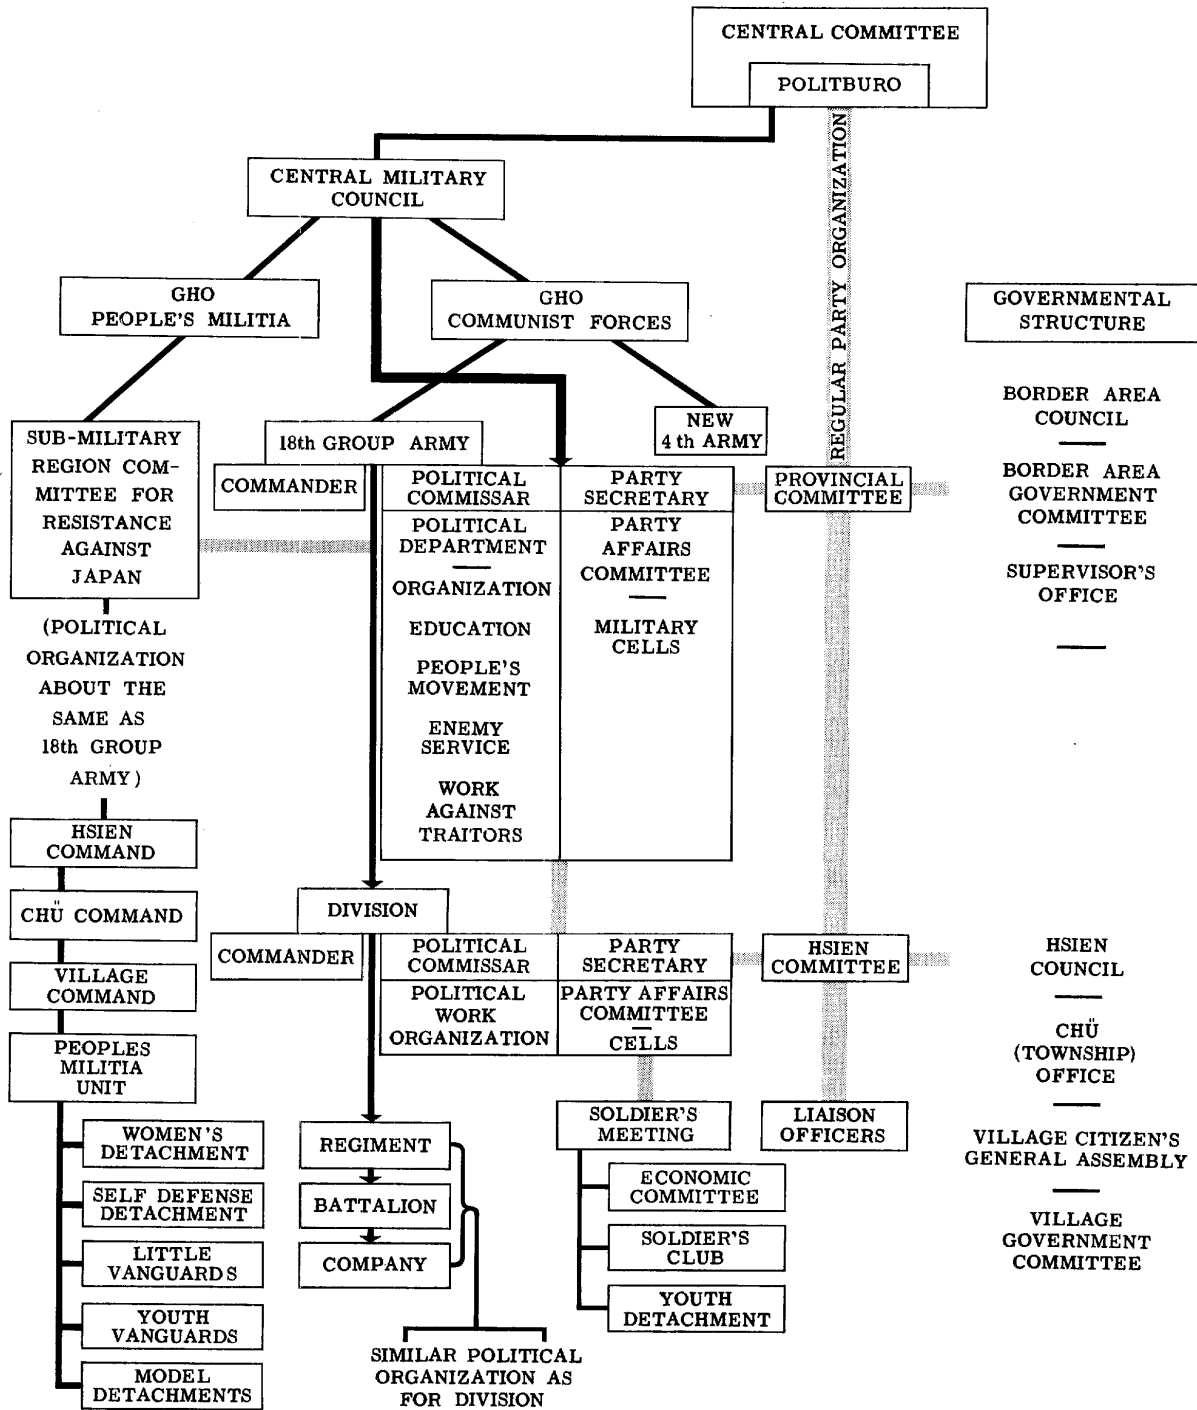 CENTRAL COMMITTEE
POLITBURO
REGULAR PARTY ORGANIZATION
CENTRAL MILITARY
COUNCIL
GHO
PEOPLE'S MILITIA
GHO
COMMUNIST FORCES
GOVERNMENTAL
STRUCTURE
SUB-MILITARY
REGION COM-
MITTEE FOR
RESISTANCE
AGAINST
JAPAN
(POLITICAL
ORGANIZATION
ABOUT THE
SAME AS
18th GROUP
ARMY)
HSIEN
COMMAND
CHÜ COMMAND
VILLAGE
COMMAND
PEOPLES
MILITIA
UNIT
WOMEN'S
DETACHMENT
SELF DEFENSE
DETACHMENT
LITTLE
VANGUARDS
YOUTH
VANGUARDS
MODEL
DETACHMENTS
18th GROUP ARMY
NEW
4 th ARMY
COMMANDER
POLITICAL
COMMISSAR
POLITICAL
DEPARTMENT
ORGANIZATION
EDUCATION
PEOPLE'S
MOVEMENT
ENEMY
SERVICE
WORK
AGAINST
TRAITORS
PARTY
SECRETARY
PARTY
AFFAIRS
COMMITTEE
MILITARY
CELLS
PROVINCIAL
COMMITTEE
DIVISION
COMMANDER
POLITICAL
COMMISSAR
POLITICAL
WORK
ORGANIZATION
PARTY
SECRETARY
PARTY AFFAIRS
COMMITTEE
CELLS
HSIEN
COMMITTEE
REGIMENT
BATTALION
COMPANY
SIMILAR POLITICAL
ORGANIZATION AS
FOR DIVISION
SOLDIER'S
MEETING
ECONOMIC
COMMITTEE
SOLDIER'S
CLUB
YOUTH
DETACHMENT
LIAISON
OFFICERS
BORDER AREA
COUNCIL
BORDER AREA
GOVERNMENT
COMMITTEE
SUPERVISOR'S
OFFICE
HSIEN
COUNCIL
CHÜ
(TOWNSHIP)
OFFICE
VILLAGE CITIZEN'S
GENERAL ASSEMBLY
VILLAGE
GOVERNMENT
COMMITTEE